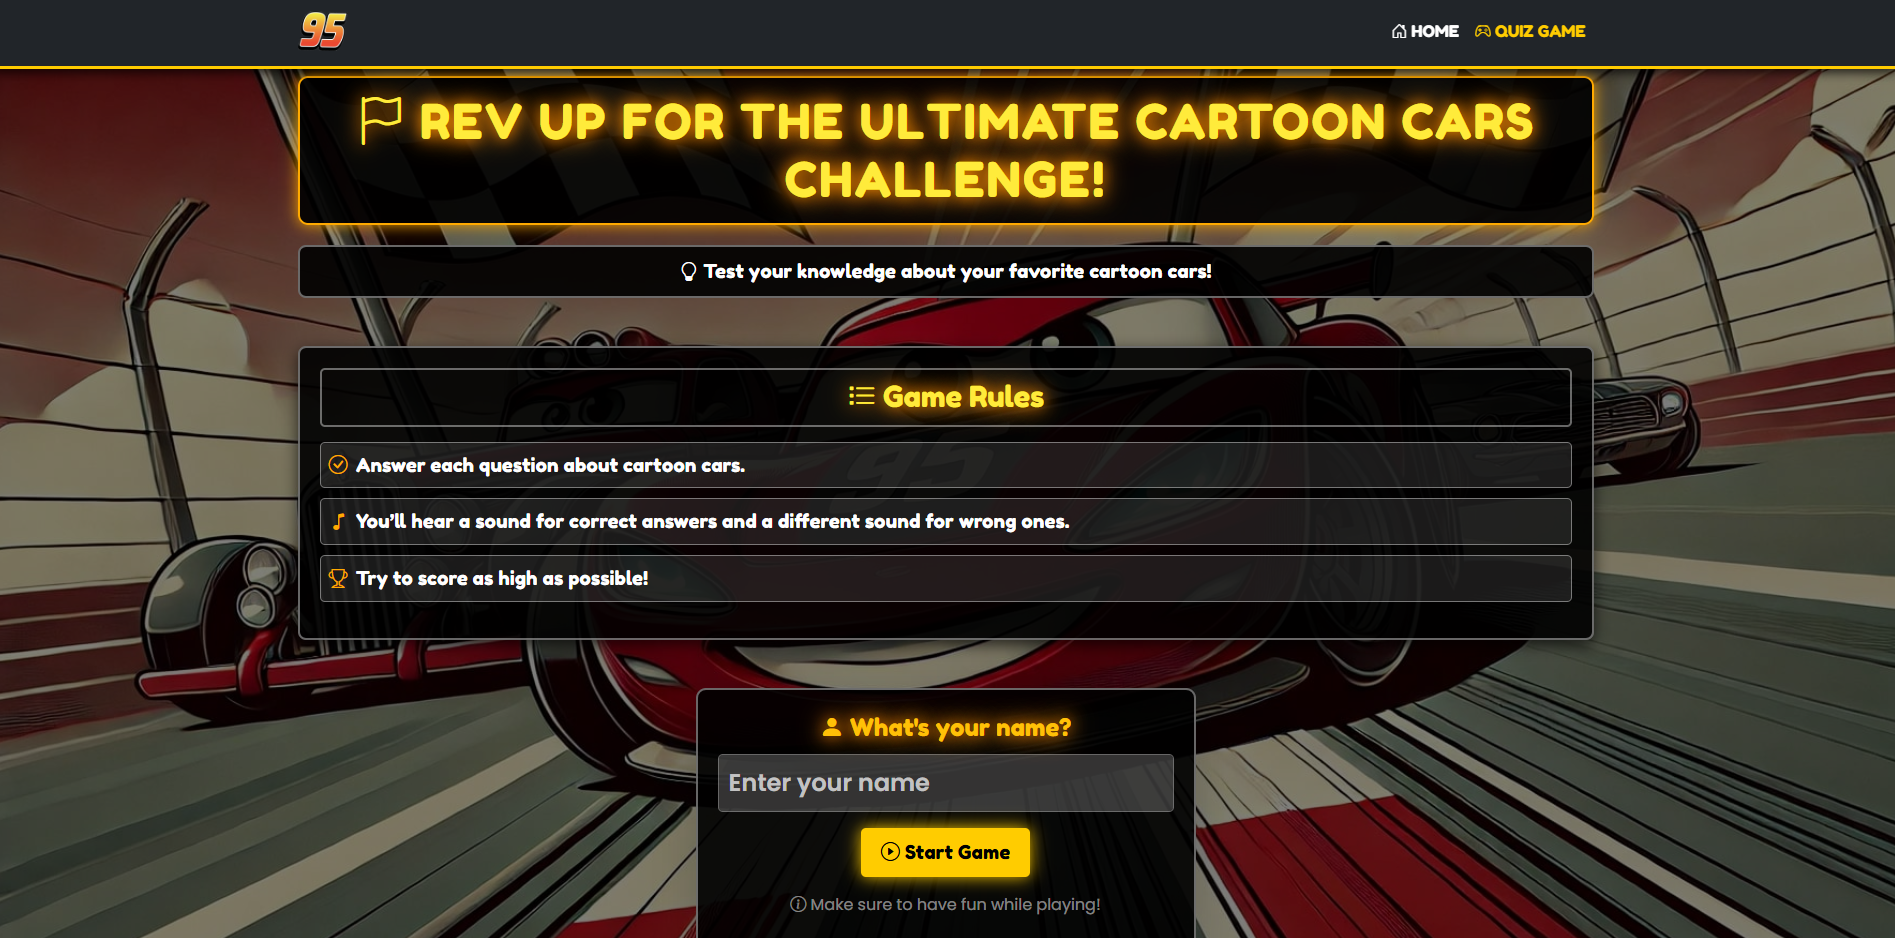 95
HOME
QUIZ GAME
REV UP FOR THE ULTIMATE CARTOON CARS
CHALLENGE!
Test your knowledge about your favorite cartoon cars!
Game Rules
95
Answer each question about cartoon cars.
You'll hear a sound for correct answers and a different sound for wrong ones.
Try to score as high as possible!
What's your name?
Enter your name
Start Game
Make sure to have fun while playing!